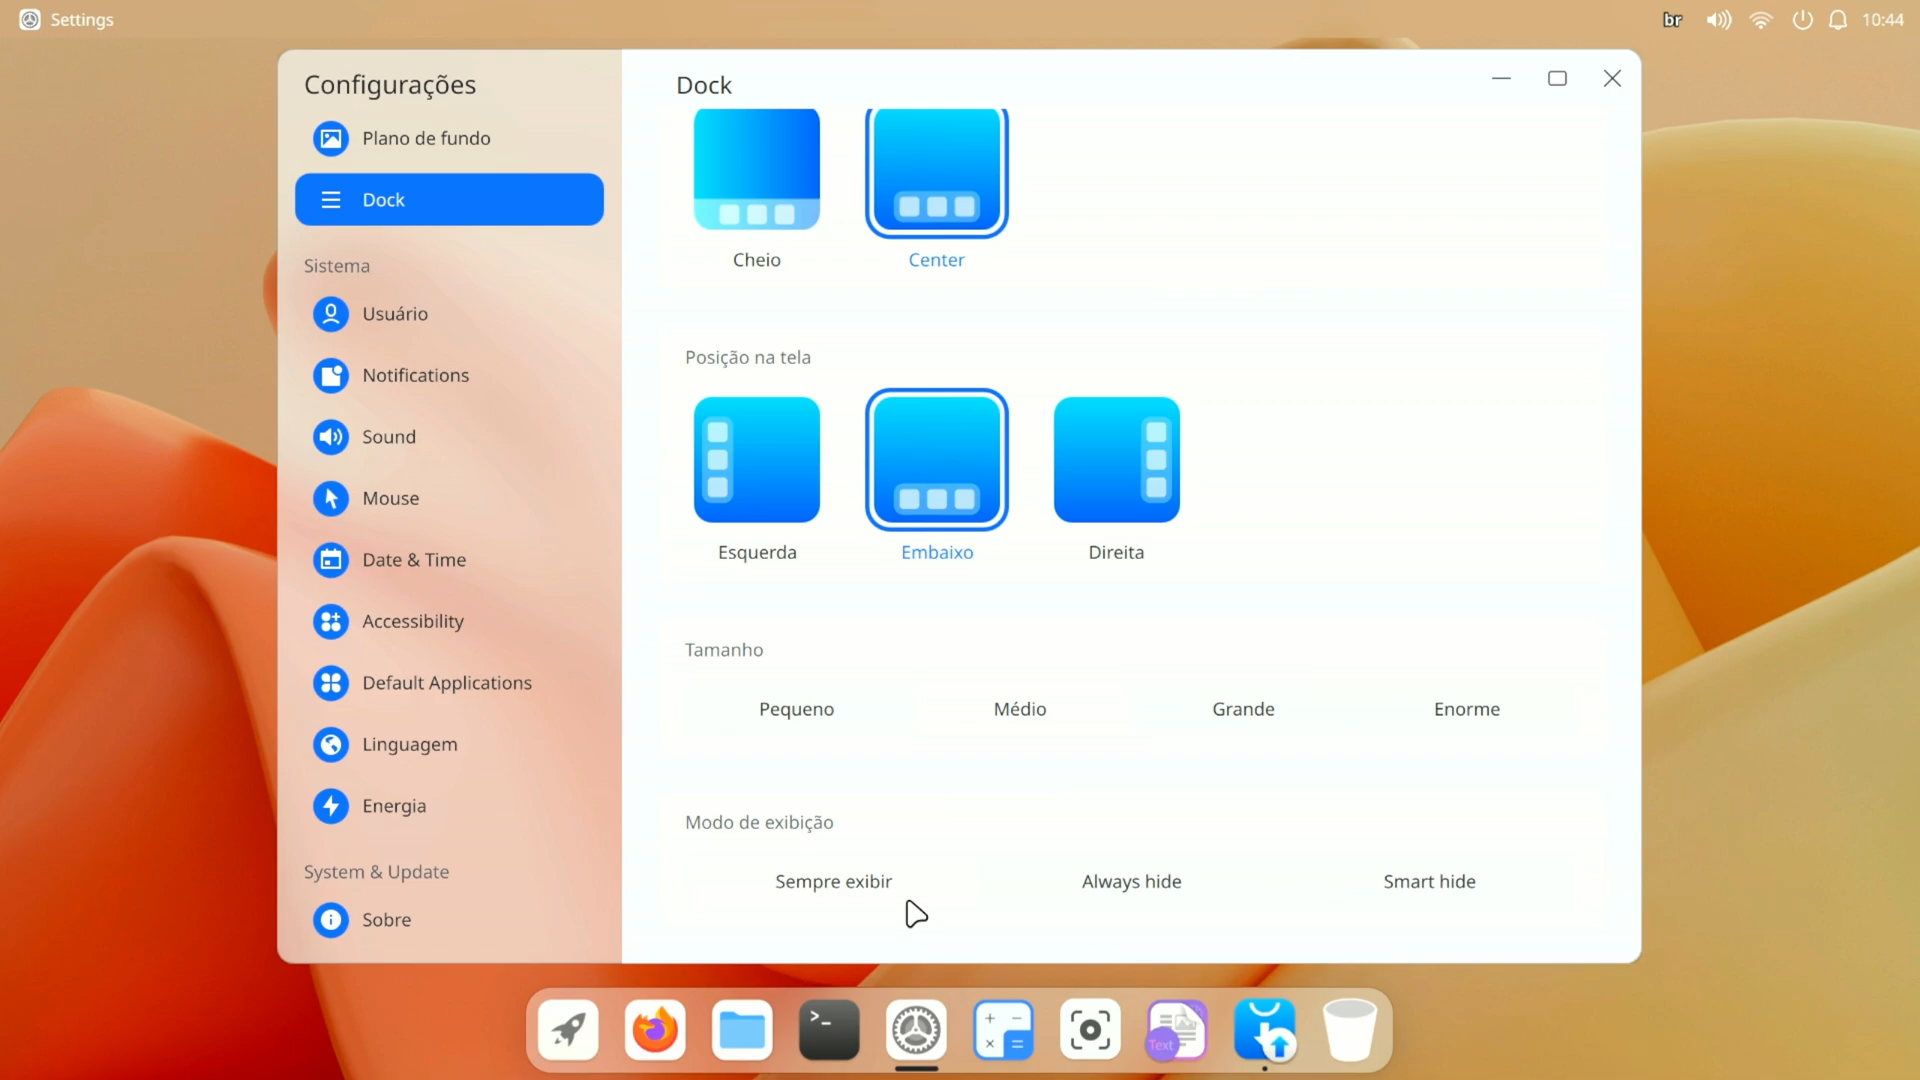 Settings
br
10:44
Configurações
Plano de fundo
Dock
Sistema
Usuário
Notifications
Sound
Mouse
Date & Time
Accessibility
Default Applications
Linguagem
Energia
System & Update
Sobre
Dock
Cheio
Center
Posição na tela
Esquerda
Embaixo
Direita
Tamanho
Pequeno
Médio
Grande
Enorme
Modo de exibição
Sempre exibir
Always hide
Smart hide
>_
Text